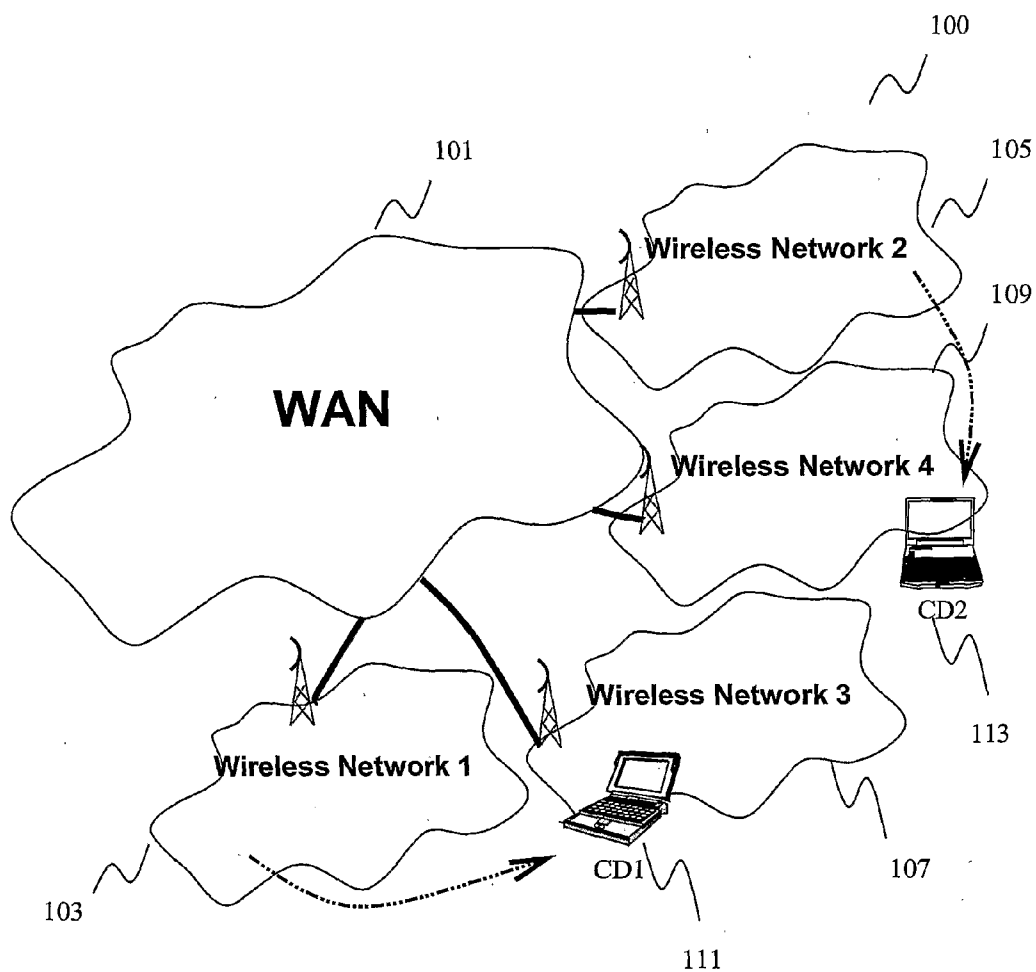 100
101
105
Wireless Network 2
109
WAN
Wireless Network 4
CD2
Wireless Network 3
113
Wireless Network 1
CD1
107
103
111